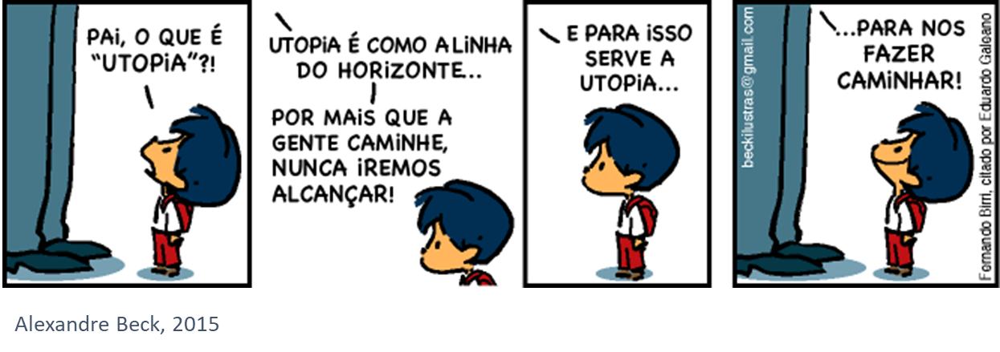 PAI, O QUE É
“UTOPIA”?!
UTOPIA É COMO A LINHA
DO HORIZONTE...
POR MAIS QUE A
GENTE CAMINHE,
NUNCA IREMOS
ALCANÇAR!
E PARA ISSO
SERVE A
UTOPIA...
beckilustras@gmail.com
...PARA NOS
FAZER
CAMINHAR!
Fernando Birri, citado por Eduardo Galeano
Alexandre Beck, 2015